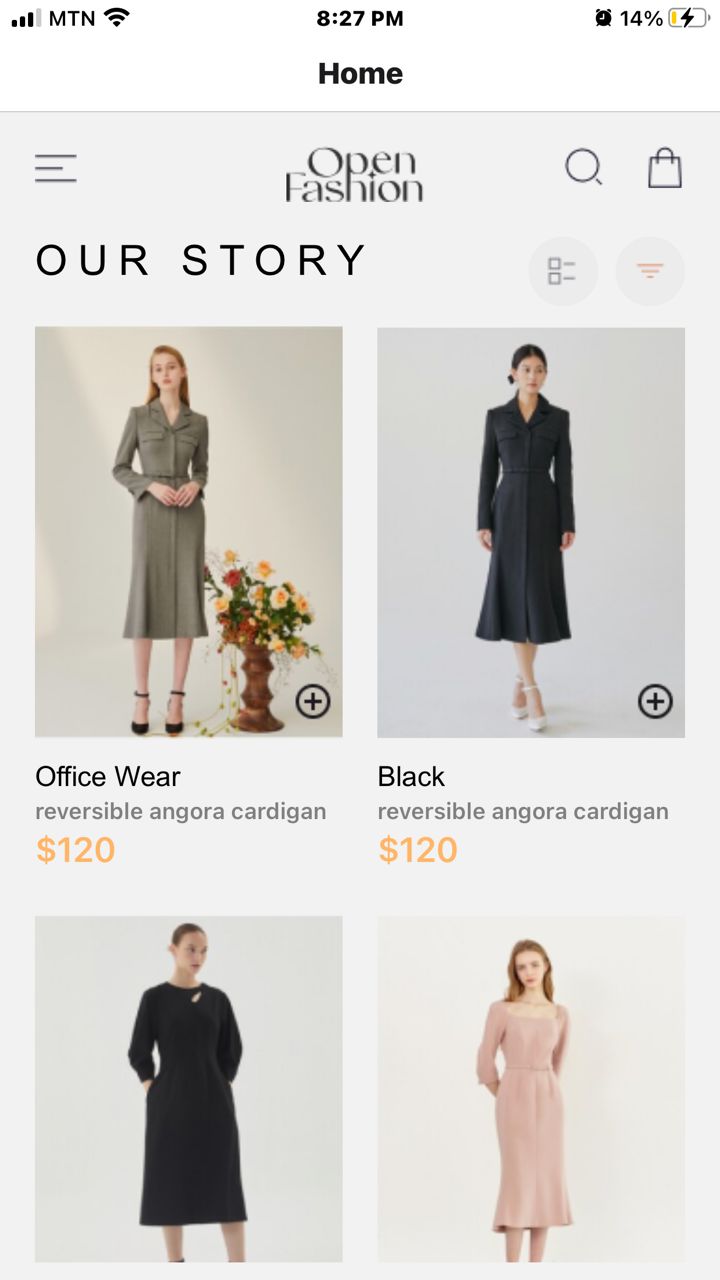 MTN 8:27 PM 14%
Home
Open
Fashion
OUR STORY
Office Wear
reversible angora cardigan
$120
Black
reversible angora cardigan
$120